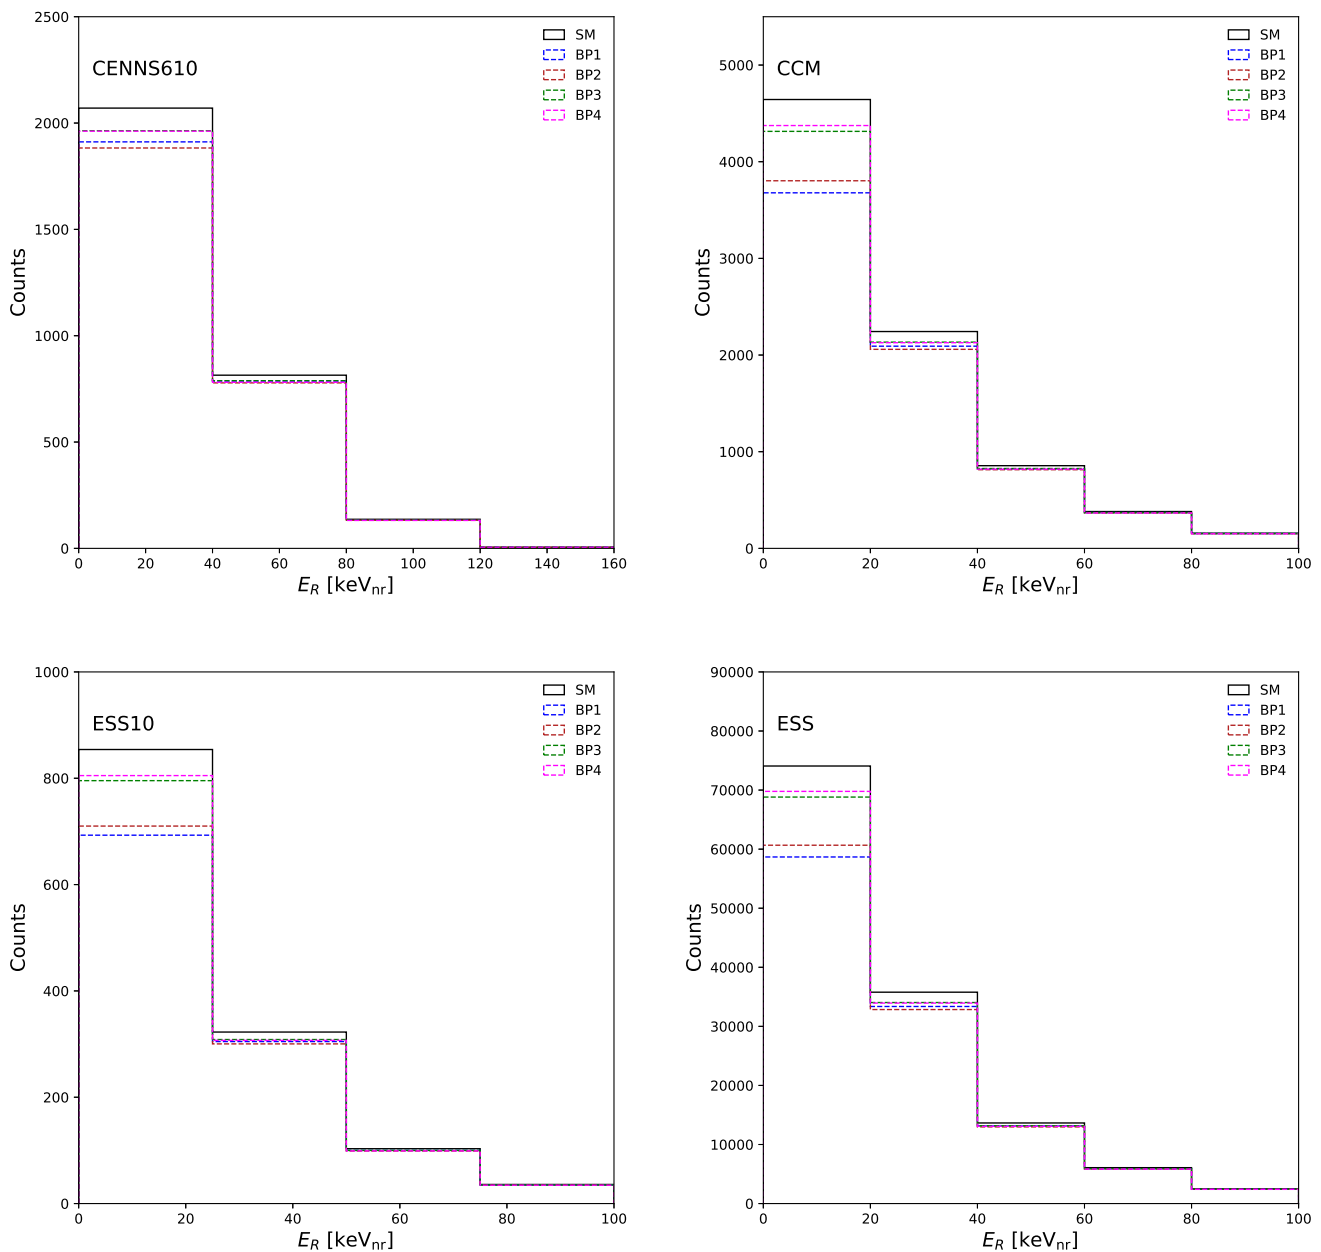 2500
2000
1500
1000
500
0
Counts
CENNS610
SM
BP1
BP2
BP3
BP4
0 20 40 60 80 100 120 140 160
E_R [keV_nr]
5000
4000
3000
2000
1000
0
Counts
CCM
SM
BP1
BP2
BP3
BP4
0 20 40 60 80 100
E_R [keV_nr]
1000
800
600
400
200
0
Counts
ESS10
SM
BP1
BP2
BP3
BP4
0 20 40 60 80 100
E_R [keV_nr]
90000
80000
70000
60000
50000
40000
30000
20000
10000
0
Counts
ESS
SM
BP1
BP2
BP3
BP4
0 20 40 60 80 100
E_R [keV_nr]